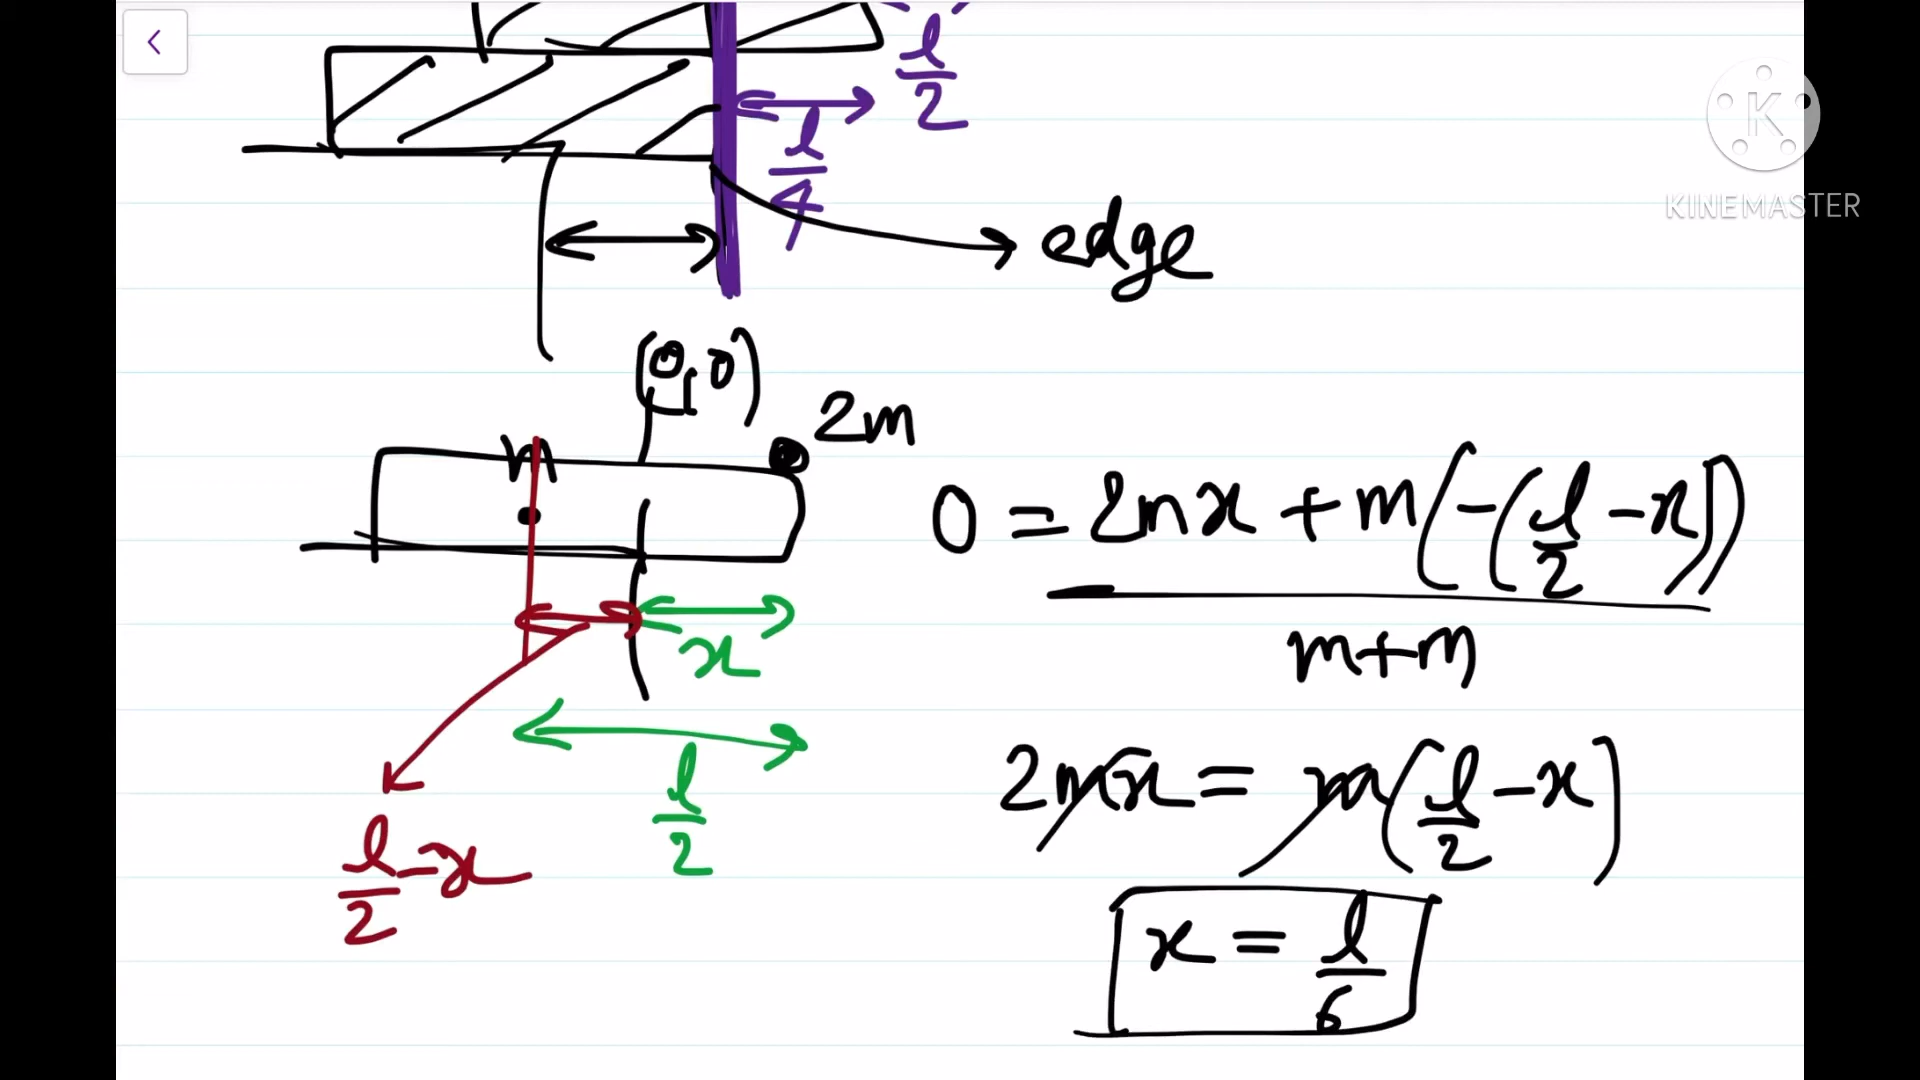 l/2
l/4
edge
(0,0)
2m
m
0 = 2mx + m(-(l/2 - x))
m+m
x
l/2
l/2 - x
2mx = m(l/2 - x)
x = l/6
K
KINEMASTER